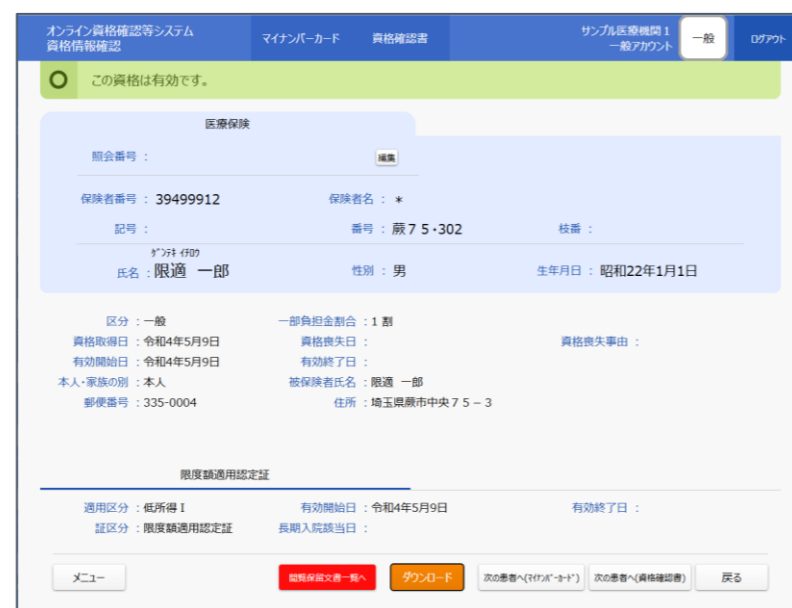 オンライン資格確認等システム マイナンバーカード 資格確認書 サンプル医療機関1 一般 ログアウト
資格情報確認 一般アカウント
この資格は有効です。
医療保険
照会番号 : 編集
保険者番号 : 39499912 保険者名 : *
記号 : 番号 : 蕨75・302 枝番 :
ゲンテキ イチロウ
氏名 : 限適 一郎 性別 : 男 生年月日 : 昭和22年1月1日
区分 : 一般 一部負担金割合 : 1 割
資格取得日 : 令和4年5月9日 資格喪失日 : 資格喪失事由 :
有効開始日 : 令和4年5月9日 有効終了日 :
本人・家族の別 : 本人 被保険者氏名 : 限適 一郎
郵便番号 : 335-0004 住所 : 埼玉県蕨市中央75-3
限度額適用認定証
適用区分 : 低所得Ⅰ 有効開始日 : 令和4年5月9日 有効終了日 :
証区分 : 限度額適用認定証 長期入院該当日 :
メニュー 閲覧保留文書一覧へ ダウンロード 次の患者へ(マイナンバーカード) 次の患者へ(資格確認書) 戻る